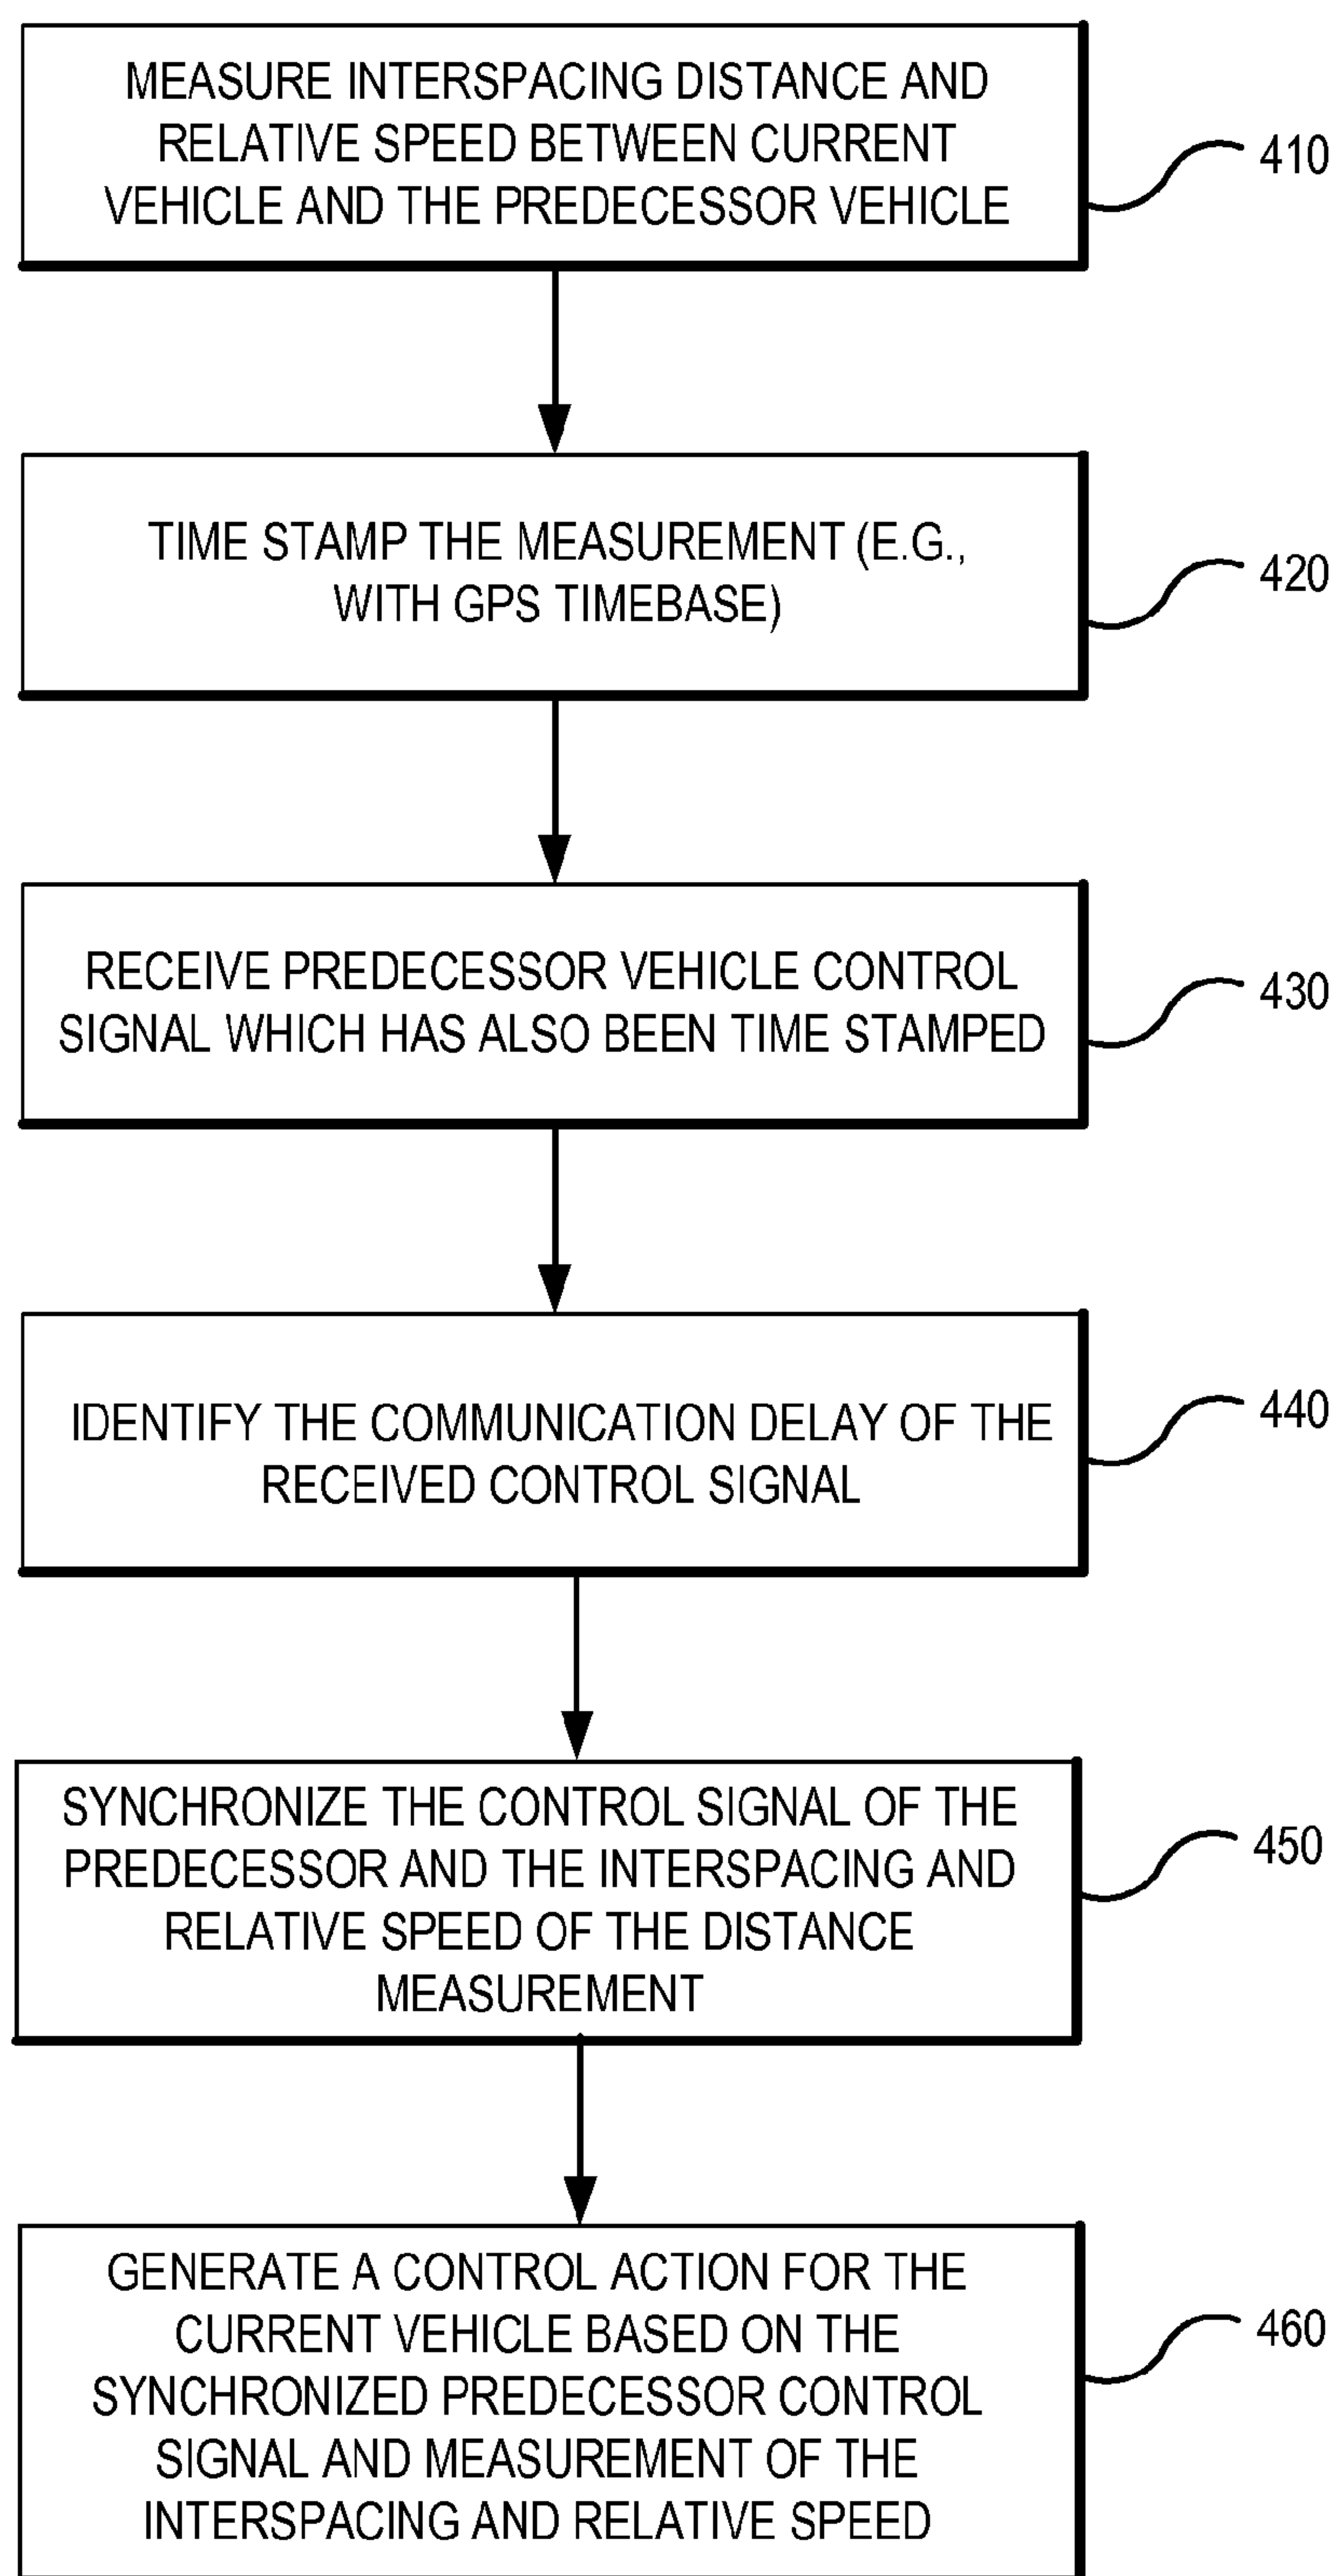 MEASURE INTERSPACING DISTANCE AND
RELATIVE SPEED BETWEEN CURRENT
VEHICLE AND THE PREDECESSOR VEHICLE
410
TIME STAMP THE MEASUREMENT (E.G.,
WITH GPS TIMEBASE)
420
RECEIVE PREDECESSOR VEHICLE CONTROL
SIGNAL WHICH HAS ALSO BEEN TIME STAMPED
430
IDENTIFY THE COMMUNICATION DELAY OF THE
RECEIVED CONTROL SIGNAL
440
SYNCHRONIZE THE CONTROL SIGNAL OF THE
PREDECESSOR AND THE INTERSPACING AND
RELATIVE SPEED OF THE DISTANCE
MEASUREMENT
450
GENERATE A CONTROL ACTION FOR THE
CURRENT VEHICLE BASED ON THE
SYNCHRONIZED PREDECESSOR CONTROL
SIGNAL AND MEASUREMENT OF THE
INTERSPACING AND RELATIVE SPEED
460